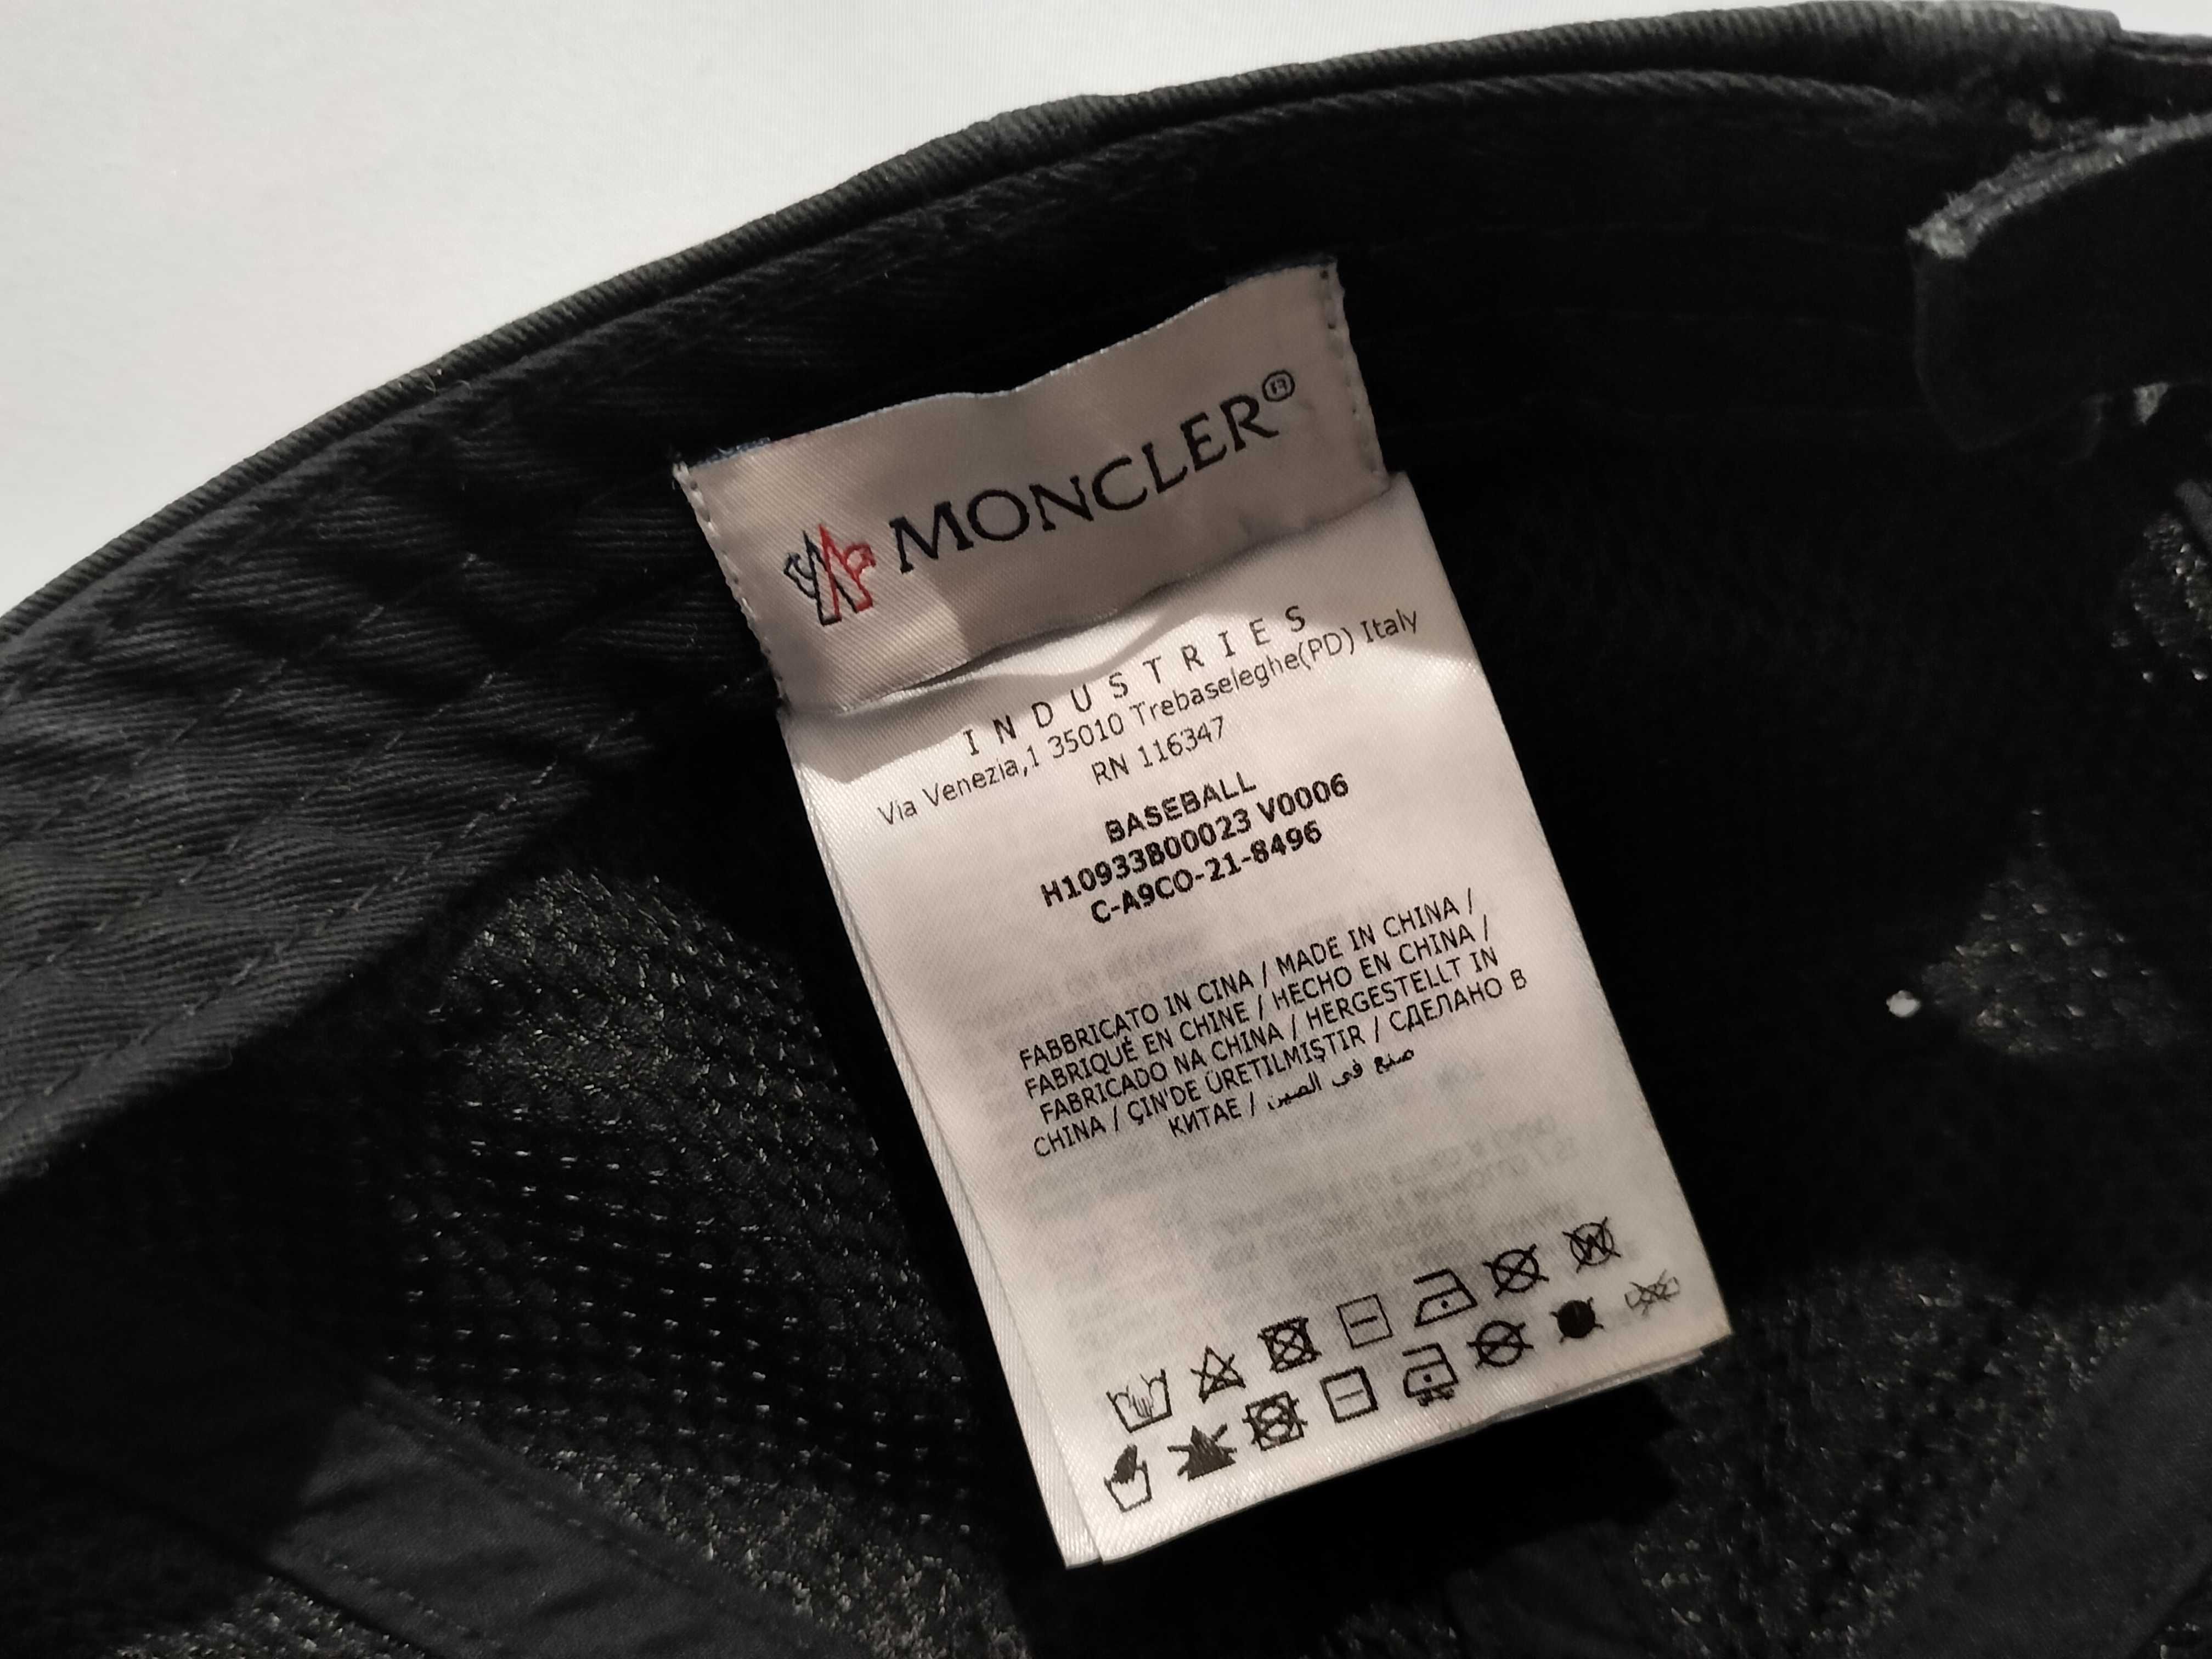 MONCLER®
INDUSTRIES
Via Venezia,1 35010 Trebaseleghe(PD) Italy
RN 116347
BASEBALL
H10933B00023 V0006
C-A9CO-21-8496
FABBRICATO IN CINA / MADE IN CHINA /
FABRIQUÉ EN CHINE / HECHO EN CHINA /
FABRICADO NA CHINA / HERGESTELLT IN
CHINA / ÇIN'DE ÜRETILMIŞTIR / СДЕЛАНО В
КИТАЕ / صنع في الصين